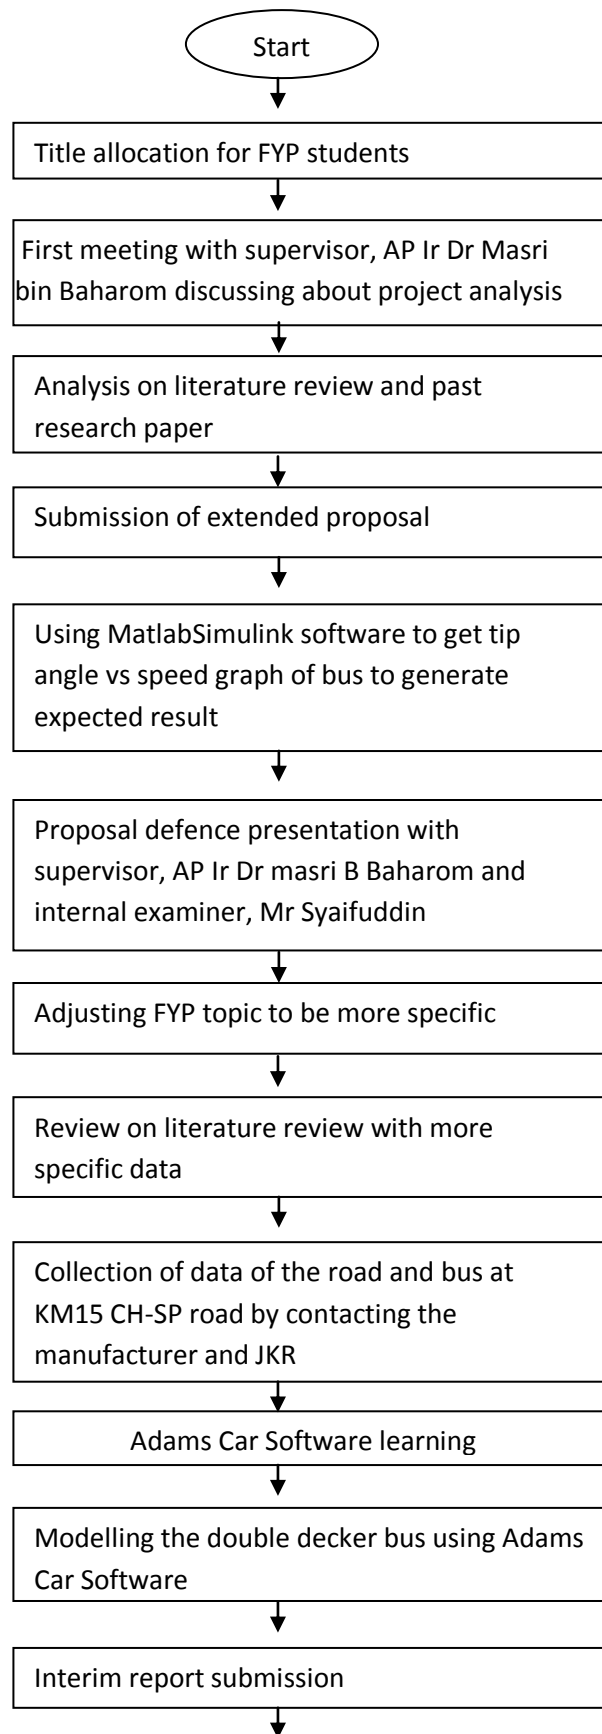 Start
Title allocation for FYP students
First meeting with supervisor, AP Ir Dr Masri
bin Baharom discussing about project analysis
Analysis on literature review and past
research paper
Submission of extended proposal
Using MatlabSimulink software to get tip
angle vs speed graph of bus to generate
expected result
Proposal defence presentation with
supervisor, AP Ir Dr masri B Baharom and
internal examiner, Mr Syaifuddin
Adjusting FYP topic to be more specific
Review on literature review with more
specific data
Collection of data of the road and bus at
KM15 CH-SP road by contacting the
manufacturer and JKR
Adams Car Software learning
Modelling the double decker bus using Adams
Car Software
Interim report submission